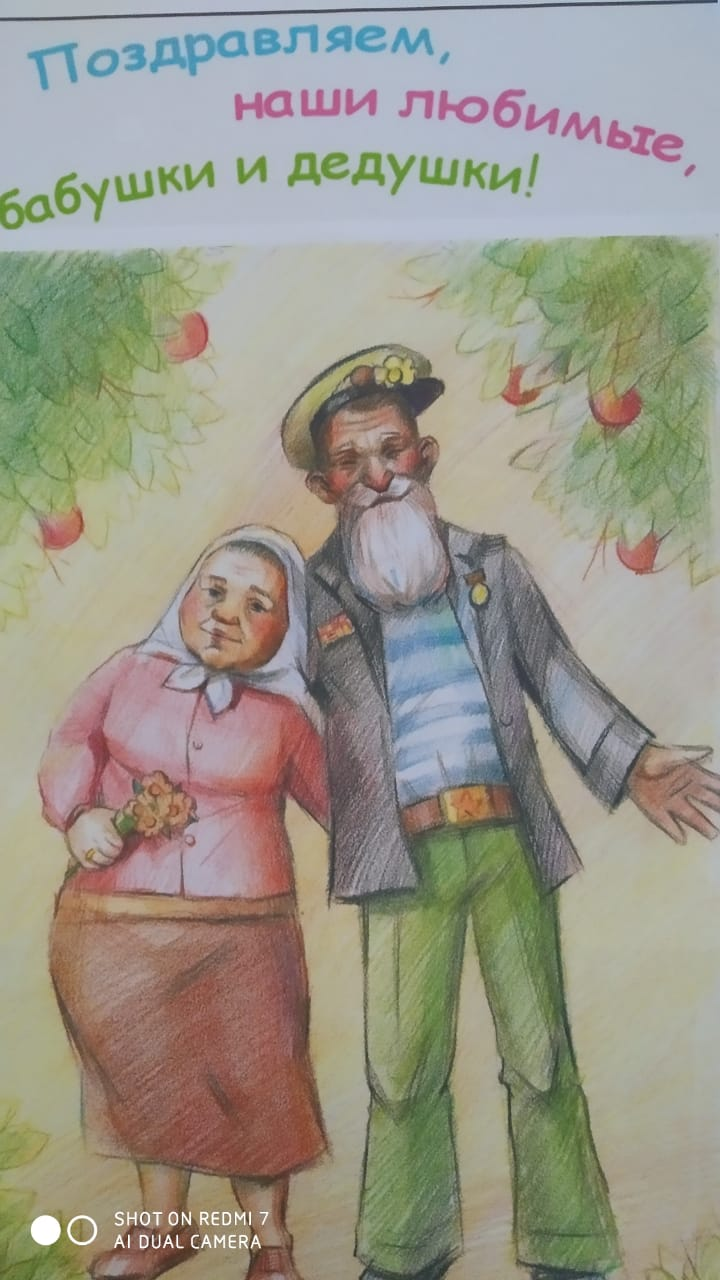 Поздравляем,
наши любимые,
бабушки и дедушки!
SHOT ON REDMI 7
AI DUAL CAMERA